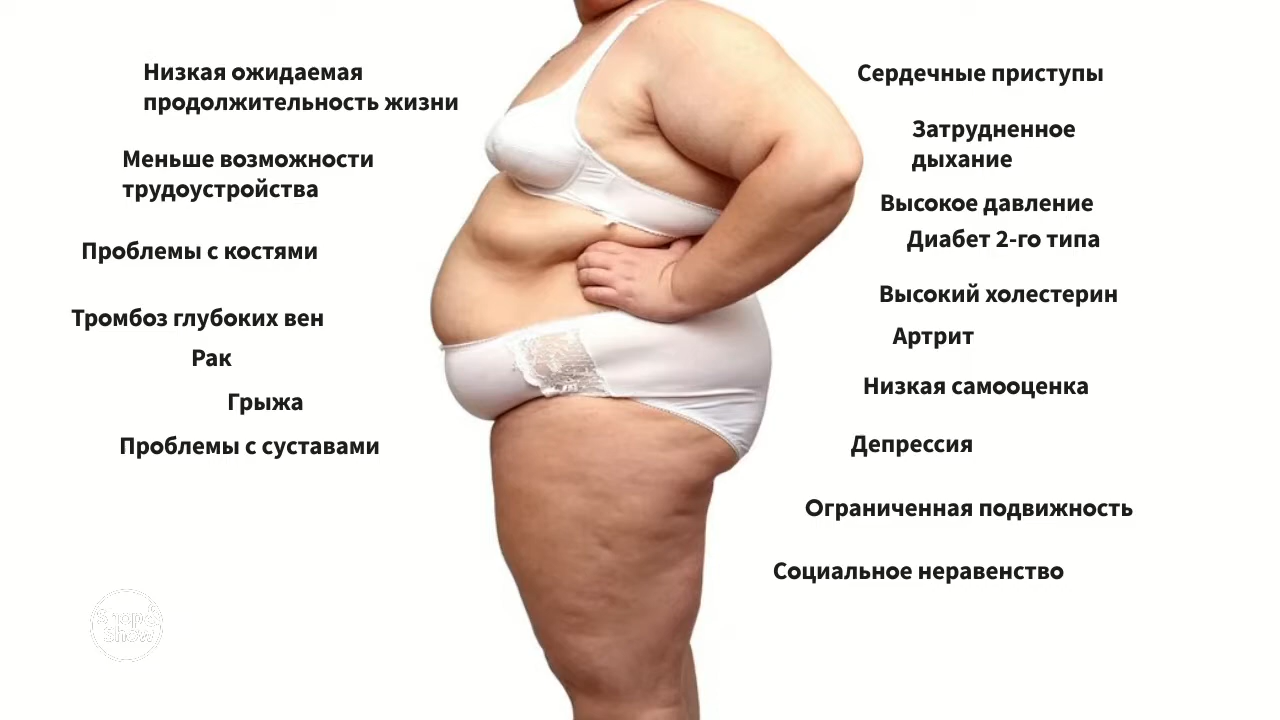 Низкая ожидаемая
продолжительность жизни
Меньше возможности
трудоустройства
Проблемы с костями
Тромбоз глубоких вен
Рак
Грыжа
Проблемы с суставами
Сердечные приступы
Затрудненное
дыхание
Высокое давление
Диабет 2-го типа
Высокий холестерин
Артрит
Низкая самооценка
Депрессия
Ограниченная подвижность
Социальное неравенство
Show